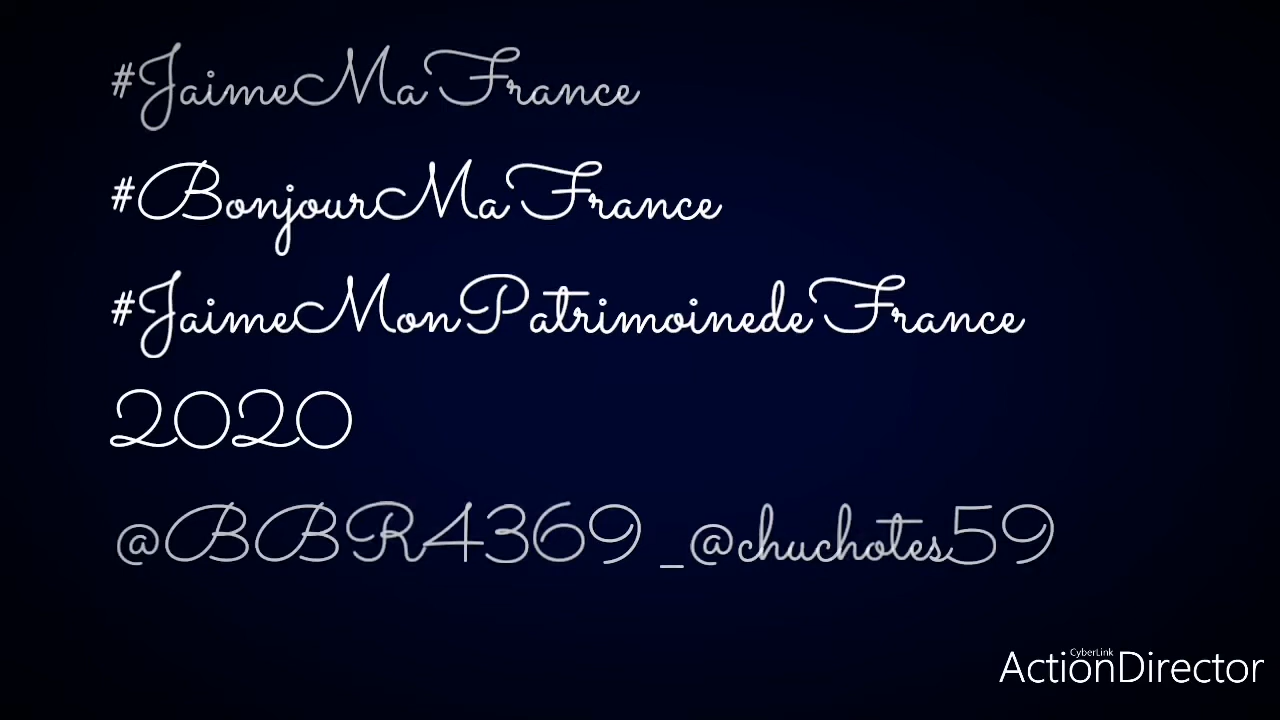 #JaimeMaFrance
#BonjourMaFrance
#JaimeMonPatrimoinedeFrance
2020
@BBR4369 _@chuchotes59
CyberLink
ActionDirector